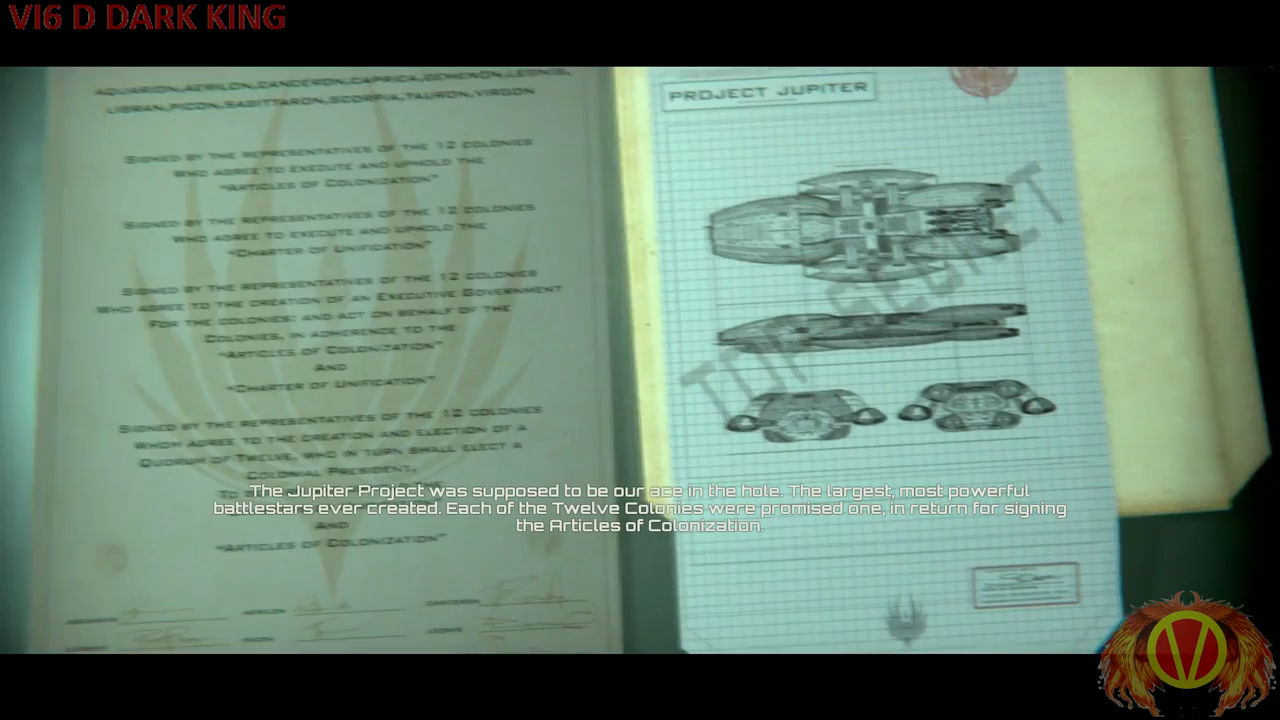 VI6 D DARK KING
AQUARION,AERILON,CANCERON,CAPRICA,GEMENON,LEONIS,
LIBRAN,PICON,SAGITTARON,SCORPIA,TAURON,VIRGON
SIGNED BY THE REPRESENTATIVES OF THE 12 COLONIES
WHO AGREE TO EXECUTE AND UPHOLD THE
"ARTICLES OF COLONIZATION"
SIGNED BY THE REPRESENTATIVES OF THE 12 COLONIES
WHO AGREE TO EXECUTE AND UPHOLD THE
"CHARTER OF UNIFICATION"
SIGNED BY THE REPRESENTATIVES OF THE 12 COLONIES
WHO AGREE TO THE CREATION OF AN EXECUTIVE GOVERNMENT
FOR THE COLONIES; AND ACT ON BEHALF OF THE
COLONIES, IN ADHERENCE TO THE
"ARTICLES OF COLONIZATION"
AND
"CHARTER OF UNIFICATION"
SIGNED BY THE REPRESENTATIVES OF THE 12 COLONIES
WHOM AGREE TO THE CREATION AND ELECTION OF A
QUORUM OF TWELVE, WHO IN TURN SHALL ELECT A
COLONIAL PRESIDENT,
TO
AND
"ARTICLES OF COLONIZATION"
PROJECT JUPITER
TOP SECRET
The Jupiter Project was supposed to be our ace in the hole. The largest, most powerful
battlestars ever created. Each of the Twelve Colonies were promised one, in return for signing
the Articles of Colonization.
V